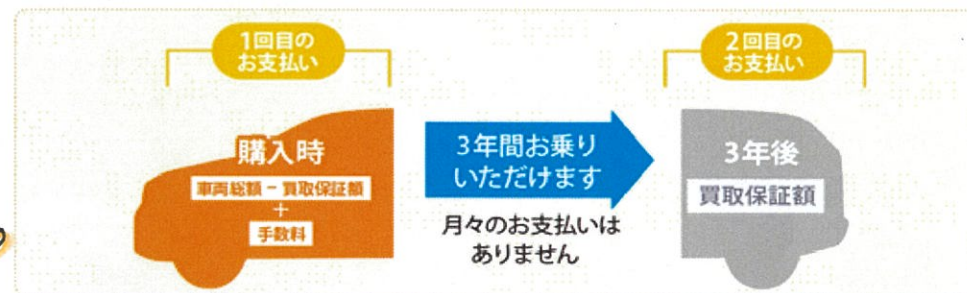 1回目の
お支払い
購入時
車両総額－買取保証額
＋
手数料
3年間お乗り
いただけます
月々のお支払いは
ありません
2回目の
お支払い
3年後
買取保証額